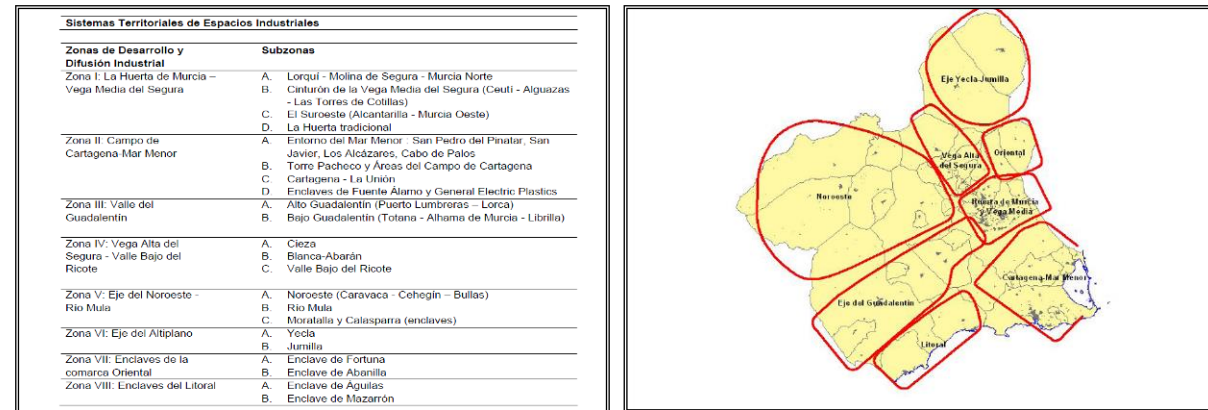 Sistemas Territoriales de Espacios Industriales
Zonas de Desarrollo y Subzonas
Difusión Industrial
Zona I: La Huerta de Murcia – A. Lorquí - Molina de Segura - Murcia Norte
Vega Media del Segura B. Cinturón de la Vega Media del Segura (Ceutí - Alguazas
- Las Torres de Cotillas)
C. El Suroeste (Alcantarilla - Murcia Oeste)
D. La Huerta tradicional
Zona II: Campo de A. Entorno del Mar Menor : San Pedro del Pinatar, San
Cartagena-Mar Menor Javier, Los Alcázares, Cabo de Palos
B. Torre Pacheco y Áreas del Campo de Cartagena
C Cartagena - La Unión
D. Enclaves de Fuente Álamo y General Electric Plastics
Zona III: Valle del A. Alto Guadalentín (Puerto Lumbreras – Lorca)
Guadalentín B. Bajo Guadalentín (Totana - Alhama de Murcia - Librilla)
Zona IV: Vega Alta del A. Cieza
Segura - Valle Bajo del B. Blanca-Abarán
Ricote C. Valle Bajo del Ricote
Zona V: Eje del Noroeste - A. Noroeste (Caravaca - Cehegín – Bullas)
Río Mula B. Río Mula
C. Moratalla y Calasparra (enclaves)
Zona VI: Eje del Altiplano A. Yecla
B. Jumilla
Zona VII: Enclaves de la A. Enclave de Fortuna
comarca Oriental B. Enclave de Abanilla
Zona VIII: Enclaves del Litoral A. Enclave de Águilas
B. Enclave de Mazarrón
Eje Yecla-Jumilla
Vega Alta
del Segura
Oriental
Noroeste
Huerta de Murcia
y Vega Media
Cartagena-Mar Menor
Eje del Guadalentín
Litoral